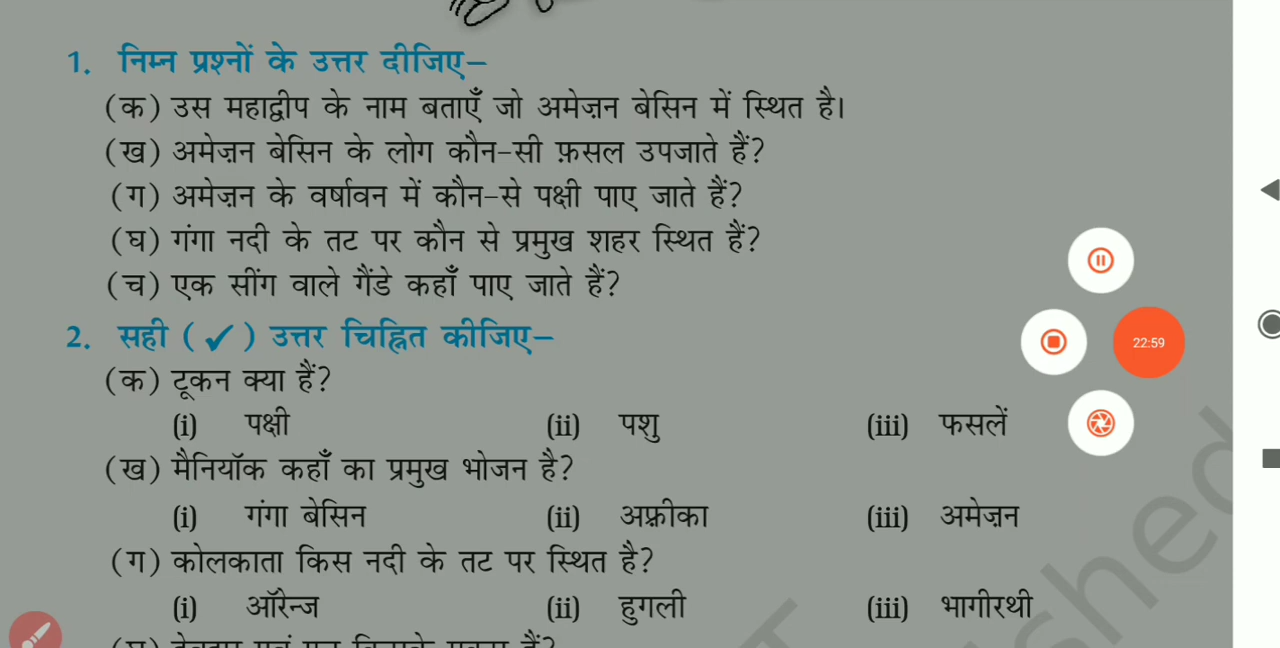 1. निम्न प्रश्नों के उत्तर दीजिए–
(क) उस महाद्वीप के नाम बताएँ जो अमेज़न बेसिन में स्थित है।
(ख) अमेज़न बेसिन के लोग कौन-सी फ़सल उपजाते हैं?
(ग) अमेज़न के वर्षावन में कौन-से पक्षी पाए जाते हैं?
(घ) गंगा नदी के तट पर कौन से प्रमुख शहर स्थित हैं?
(च) एक सींग वाले गैंडे कहाँ पाए जाते हैं?
2. सही (✓) उत्तर चिह्नित कीजिए–
(क) टूकन क्या हैं?
(i) पक्षी (ii) पशु (iii) फसलें
(ख) मैनियॉक कहाँ का प्रमुख भोजन है?
(i) गंगा बेसिन (ii) अफ़्रीका (iii) अमेज़न
(ग) कोलकाता किस नदी के तट पर स्थित है?
(i) ऑरेन्ज (ii) हुगली (iii) भागीरथी
22:59